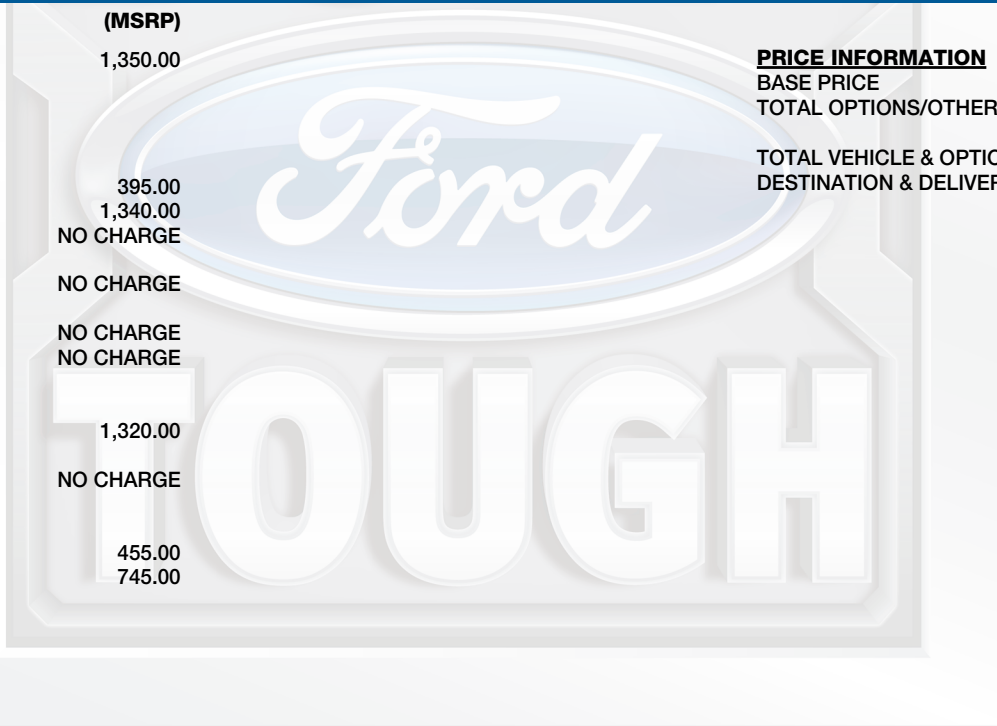 (MSRP)
1,350.00
395.00
1,340.00
NO CHARGE
NO CHARGE
NO CHARGE
NO CHARGE
1,320.00
NO CHARGE
455.00
745.00
PRICE INFORMATION
BASE PRICE
TOTAL OPTIONS/OTHER
TOTAL VEHICLE & OPTIO
DESTINATION & DELIVER
Ford
TOUGH